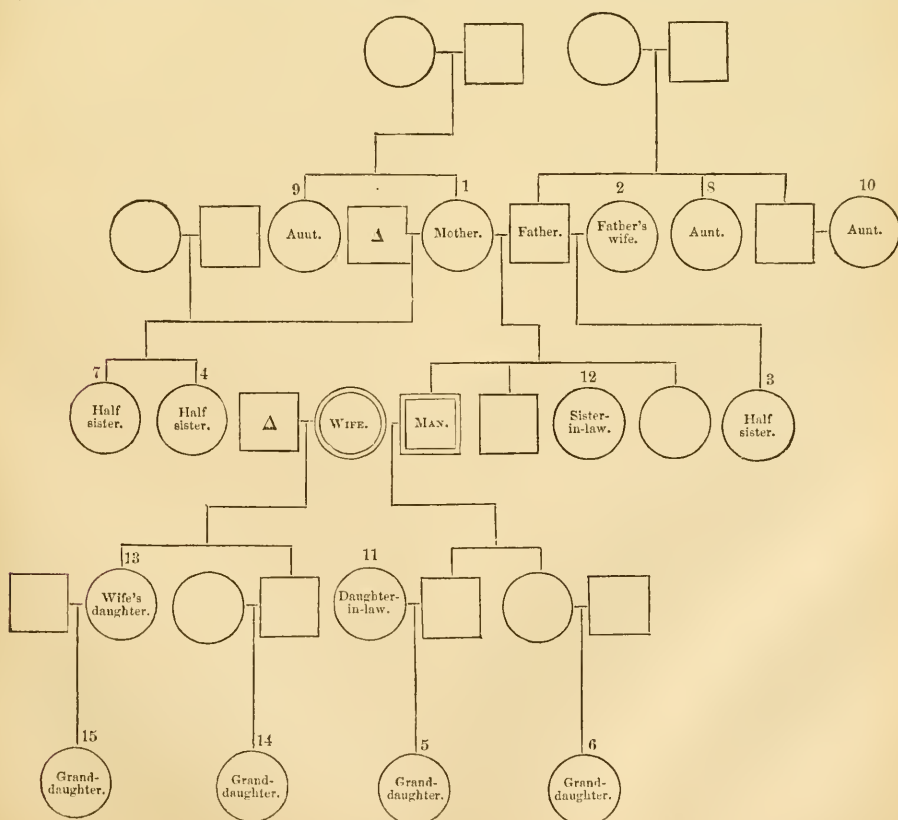 9
1
2
8
10
Aunt.
Δ
Mother.
Father.
Father's
wife.
Aunt.
Aunt.
7
4
12
3
Half
sister.
Half
sister.
Δ
WIFE.
MAN.
Sister-
in-law.
Half
sister.
13
11
Wife's
daughter.
Daughter-
in-law.
15
14
5
6
Grand-
daughter.
Grand-
daughter.
Grand-
daughter.
Grand-
daughter.